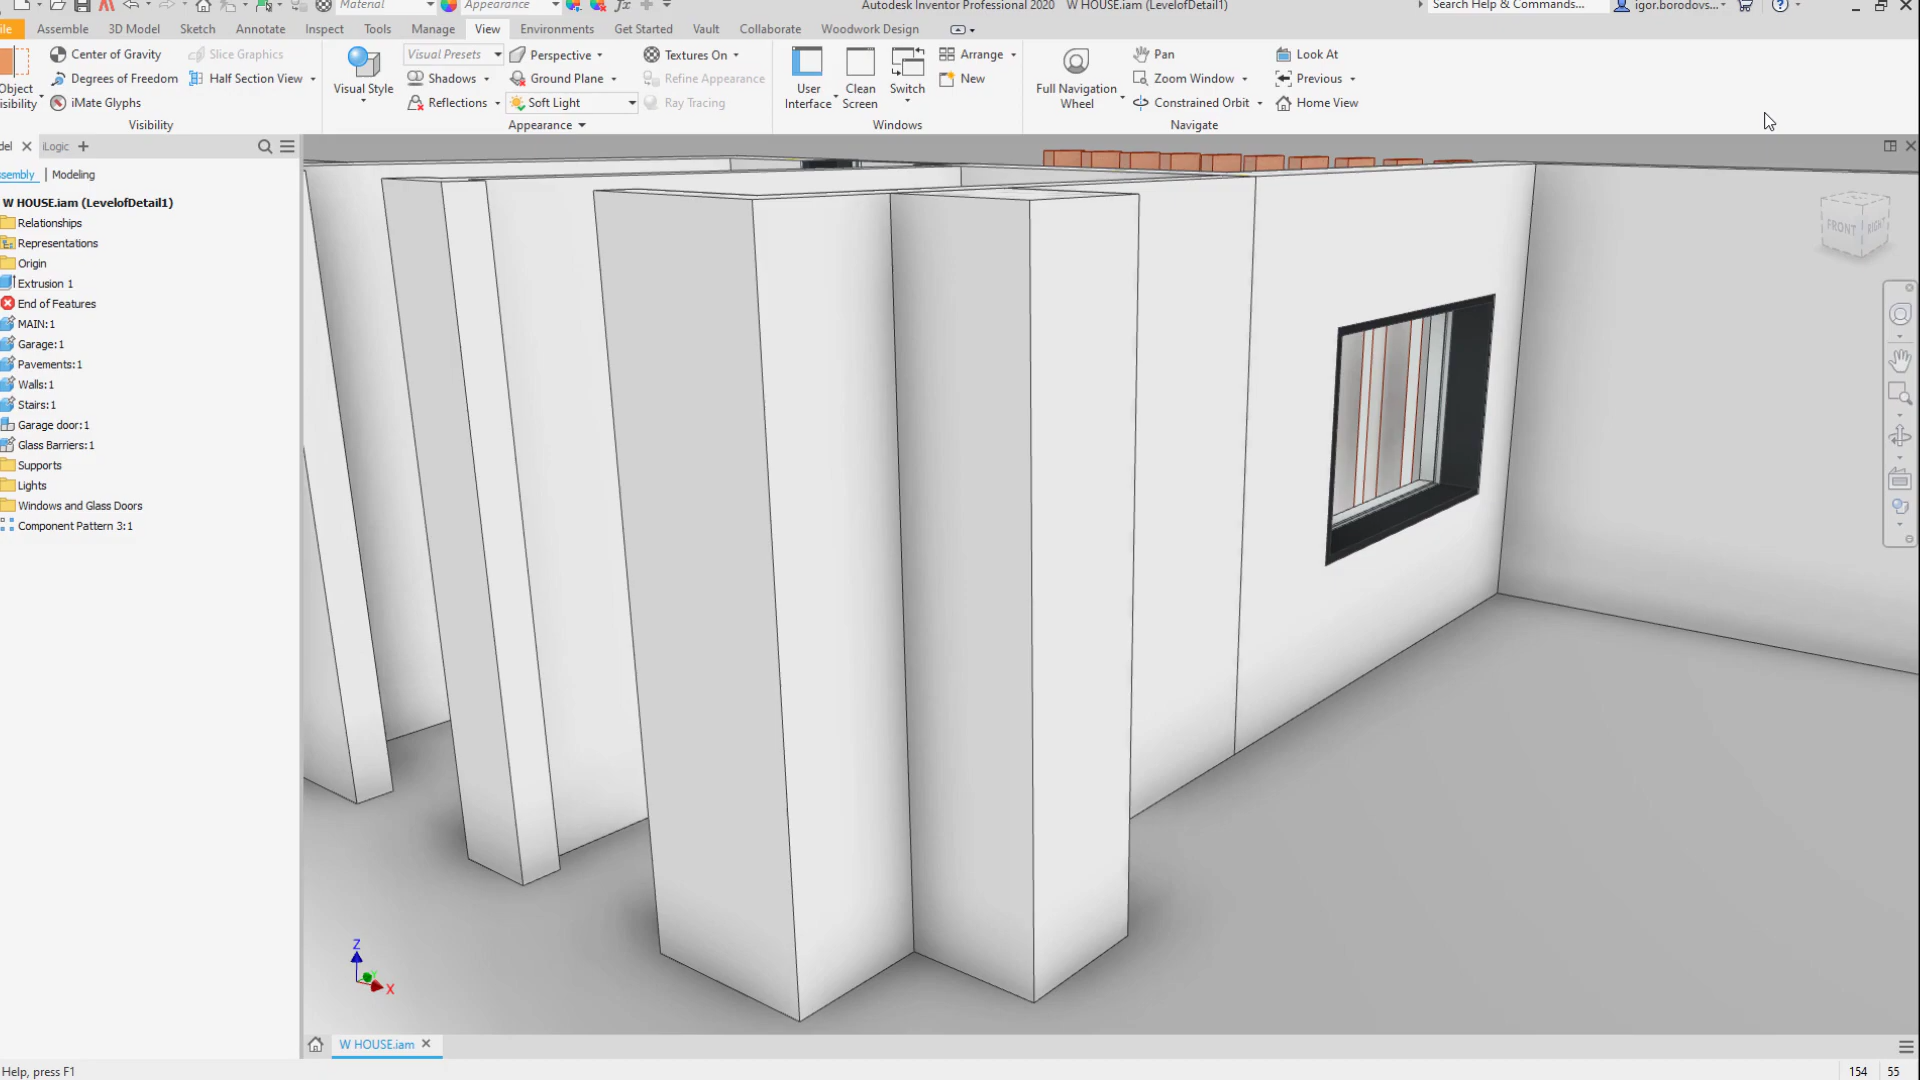 Material
Appearance
Autodesk Inventor Professional 2020 W HOUSE.iam (LevelofDetail1)
Search Help & Commands...
igor.borodovs...
ile
Assemble
3D Model
Sketch
Annotate
Inspect
Tools
Manage
View
Environments
Get Started
Vault
Collaborate
Woodwork Design
Object
isibility
Center of Gravity
Degrees of Freedom
iMate Glyphs
Slice Graphics
Half Section View
Visibility
Visual Style
Visual Presets
Shadows
Reflections
Perspective
Ground Plane
Soft Light
Textures On
Refine Appearance
Ray Tracing
Appearance
User
Interface
Clean
Screen
Switch
Arrange
New
Windows
Full Navigation
Wheel
Pan
Zoom Window
Constrained Orbit
Look At
Previous
Home View
Navigate
del
iLogic
ssembly
Modeling
W HOUSE.iam (LevelofDetail1)
Relationships
Representations
Origin
Extrusion 1
End of Features
MAIN:1
Garage:1
Pavements:1
Walls:1
Stairs:1
Garage door:1
Glass Barriers:1
Supports
Lights
Windows and Glass Doors
Component Pattern 3:1
FRONT
RIGHT
Z
X
W HOUSE.iam
Help, press F1
154
55